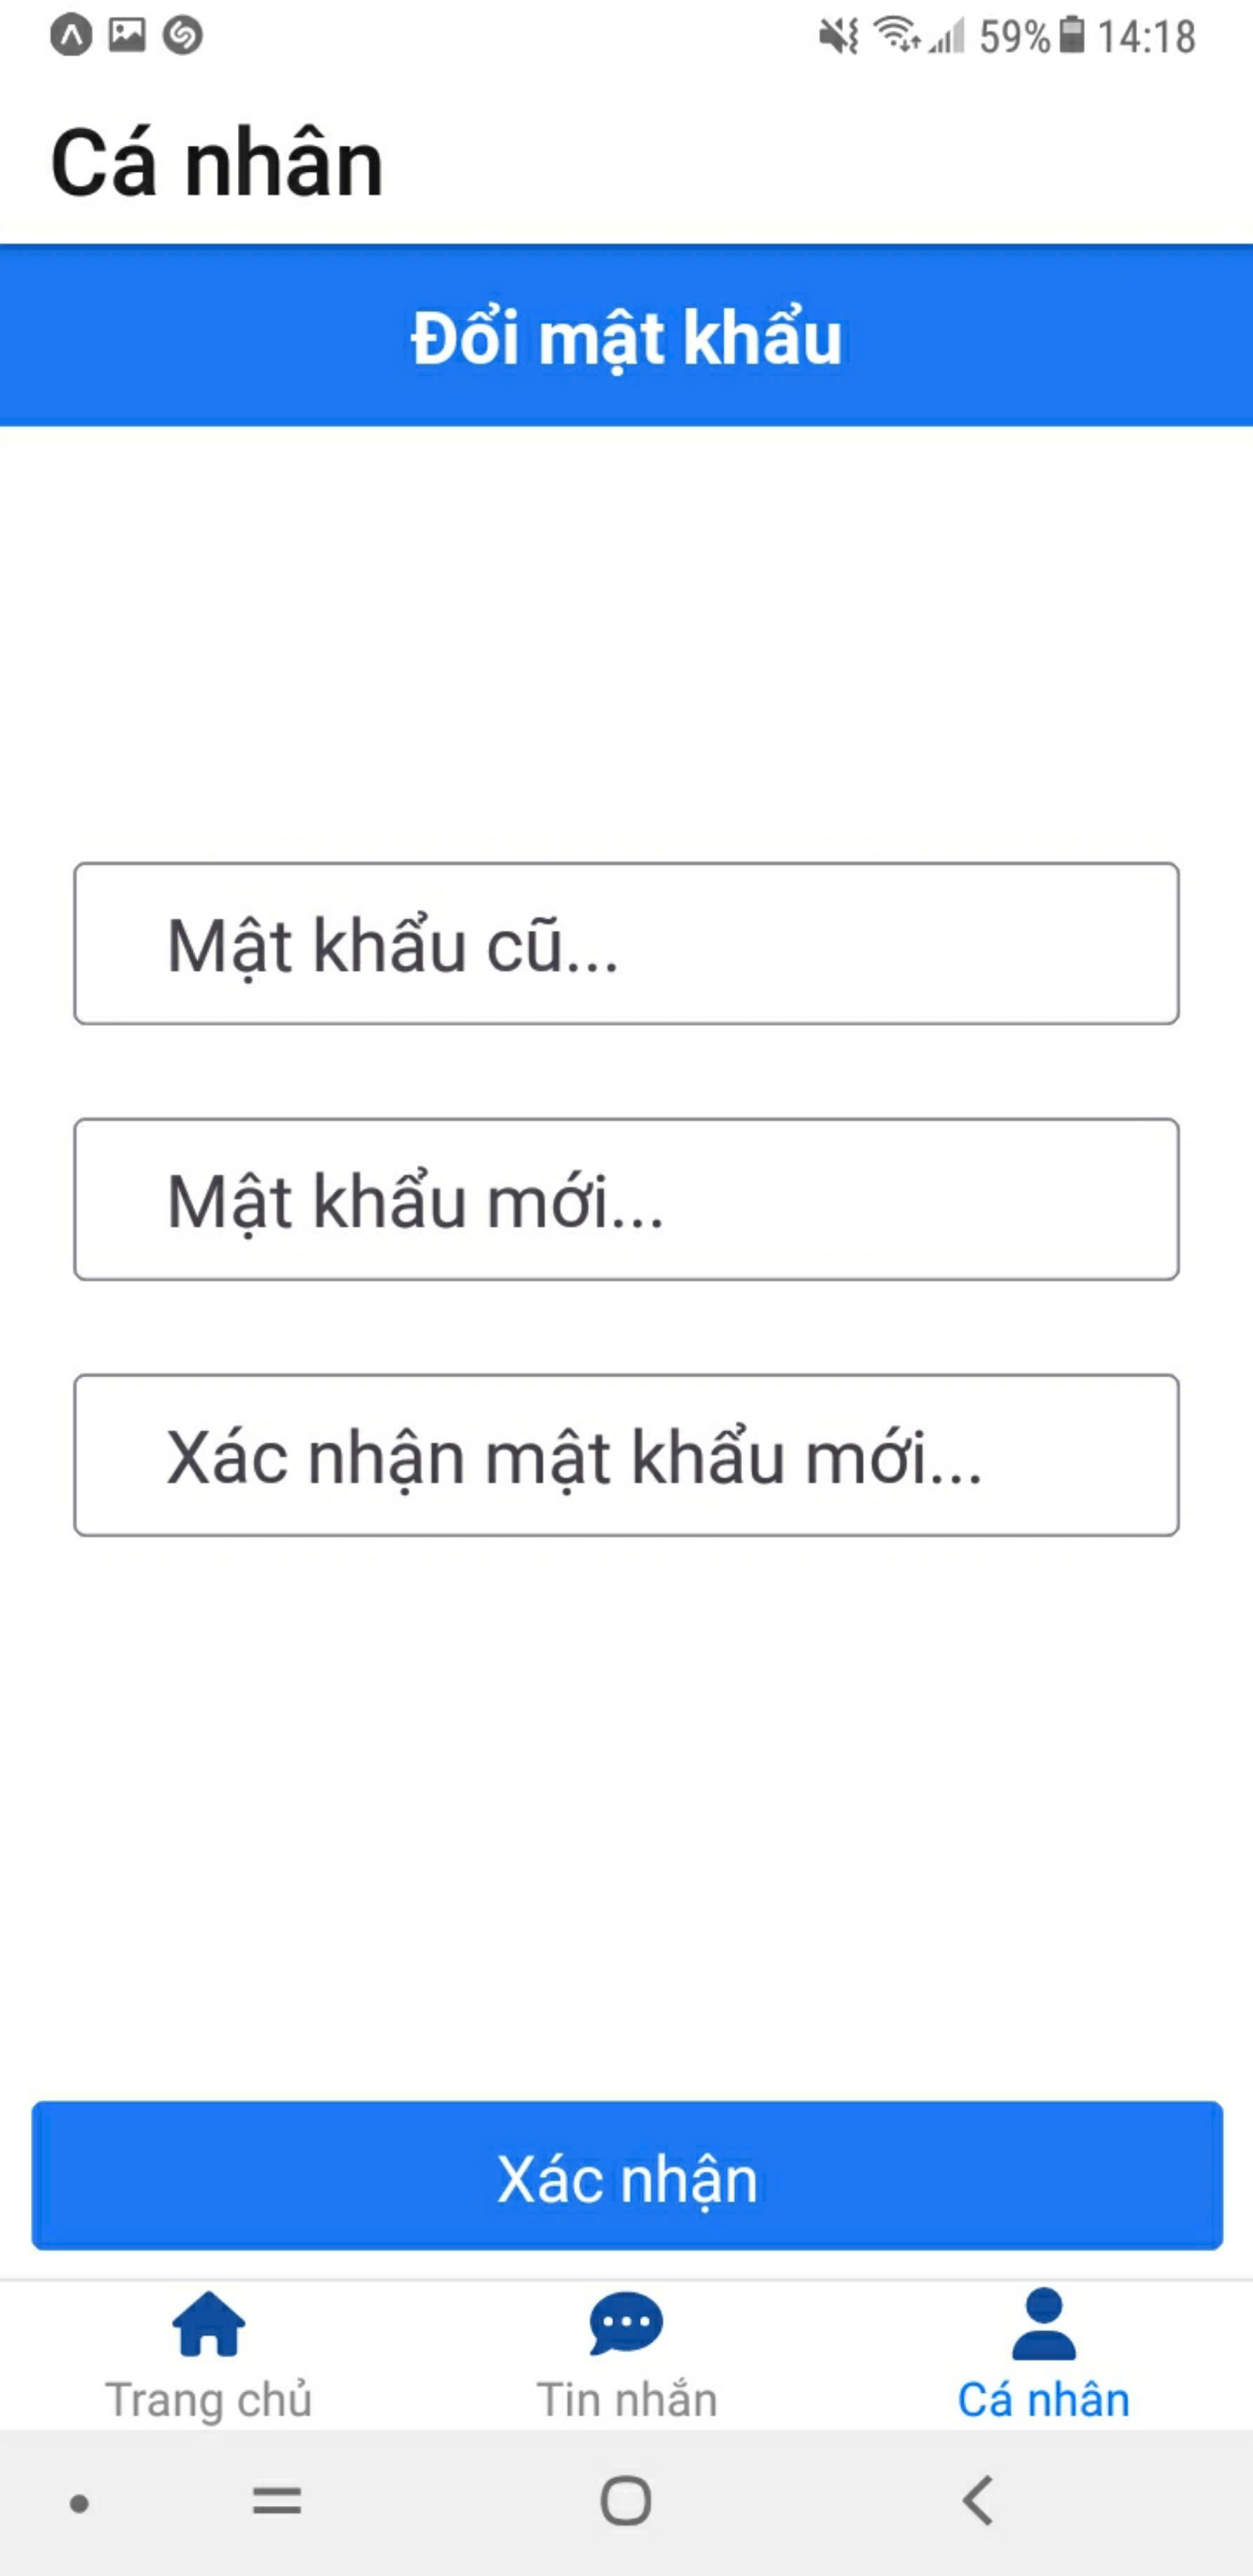 59% 14:18
Cá nhân
Đổi mật khẩu
Mật khẩu cũ...
Mật khẩu mới...
Xác nhận mật khẩu mới...
Xác nhận
Trang chủ
Tin nhắn
Cá nhân